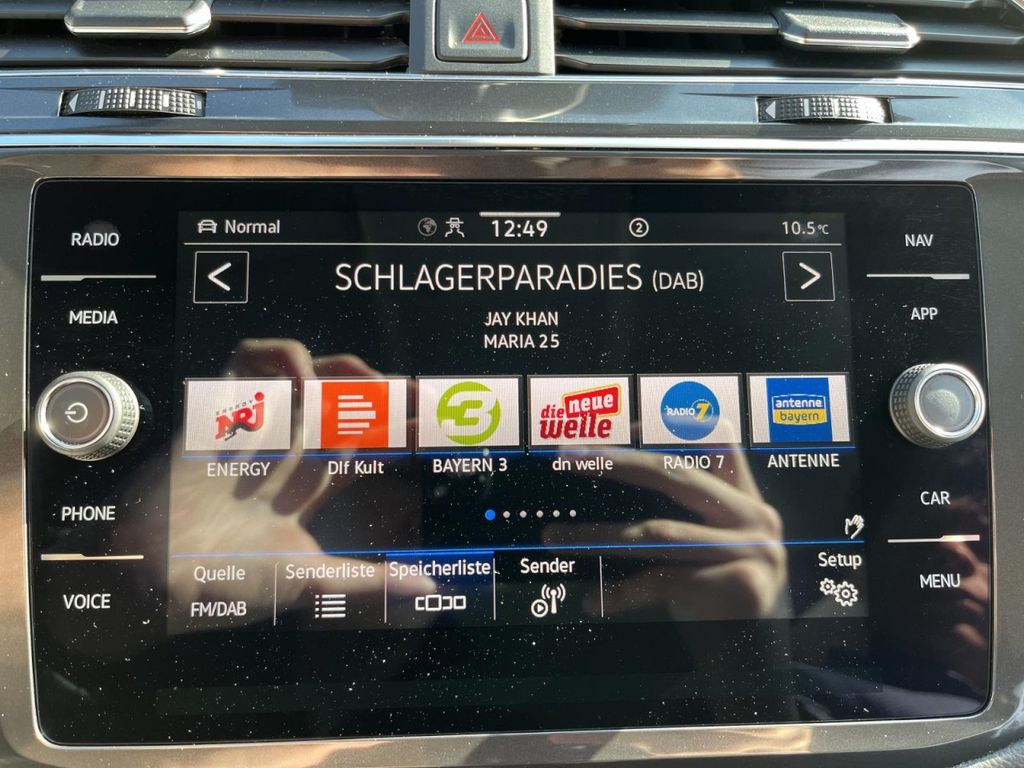 RADIO
MEDIA
PHONE
VOICE
Normal
12:49
2
10.5°C
SCHLAGERPARADIES (DAB)
JAY KHAN
MARIA 25
ENERGY
NRJ
3
die neue
welle
RADIO 7
antenne
bayern
ENERGY
Dlf Kult
BAYERN 3
dn welle
RADIO 7
ANTENNE
Quelle
FM/DAB
Senderliste
Speicherliste
Sender
Setup
NAV
APP
CAR
MENU